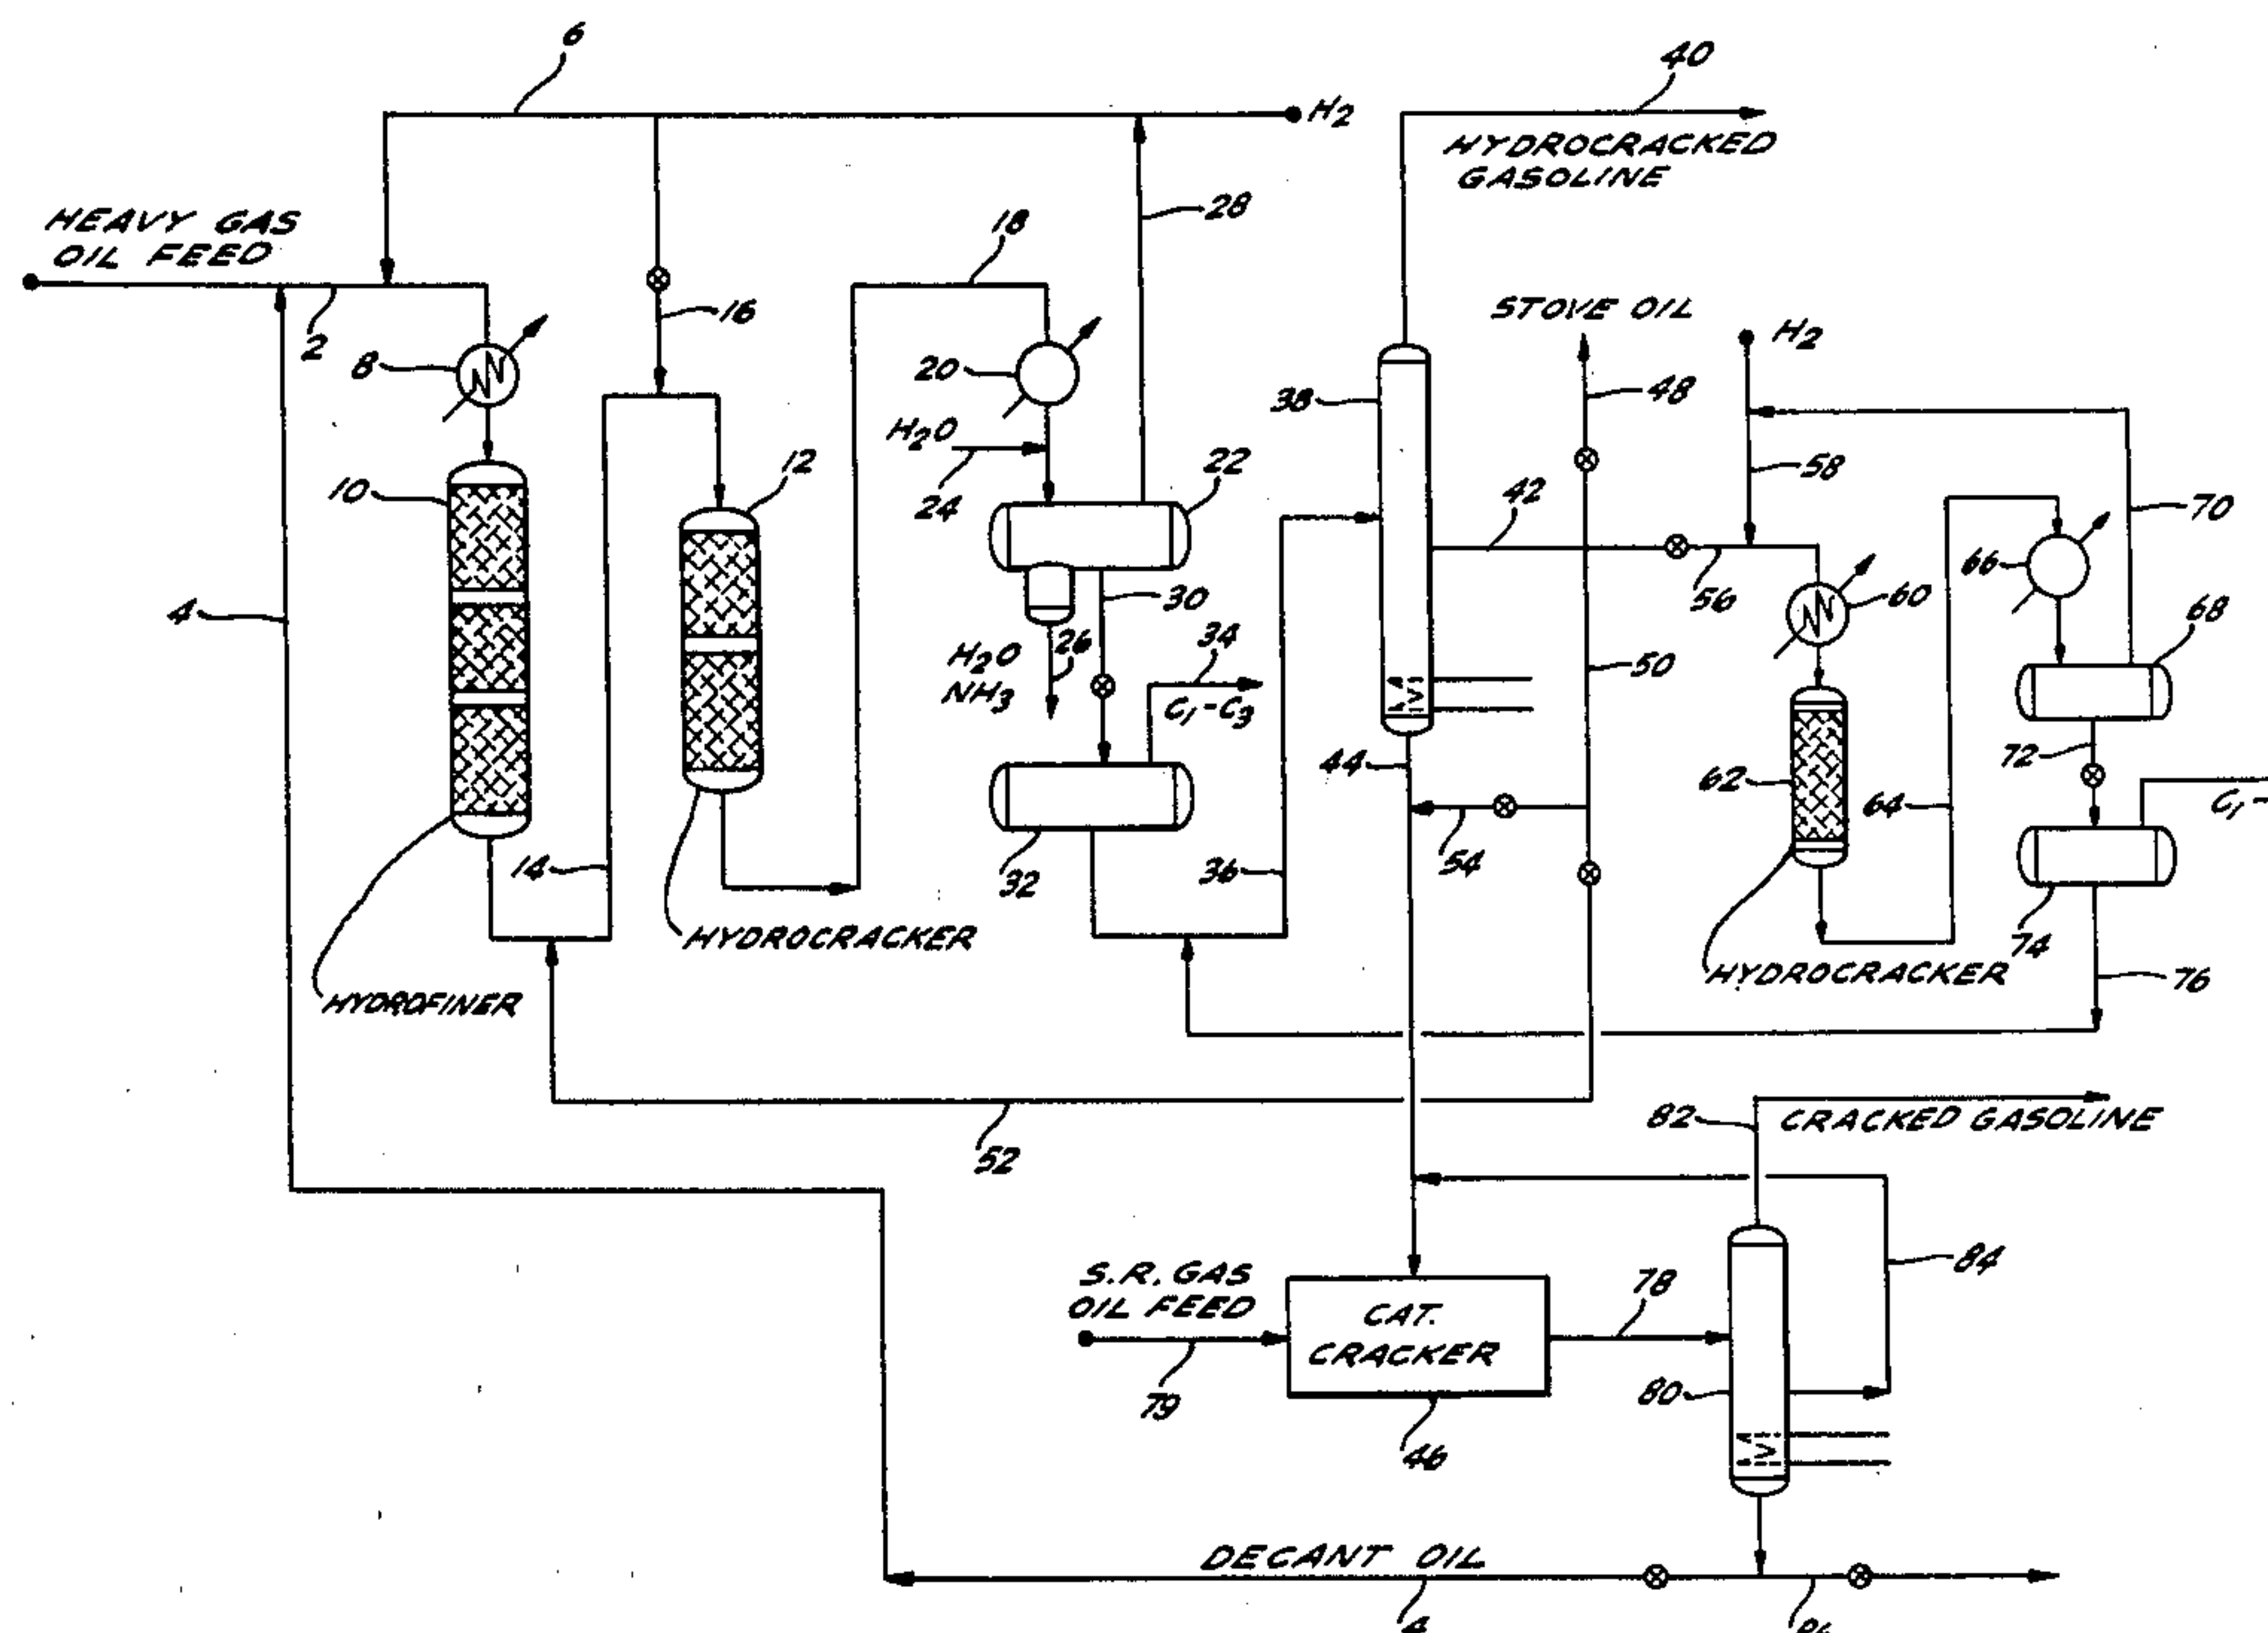 6
H2
40
HYDROCRACKED
GASOLINE
HEAVY GAS
OIL FEED
2
28
18
16
STOVE OIL
H2
8
20
38
48
H2O
24
22
42
58
70
10
12
66
56
60
68
4
30
H2O
NH3
26
34
C1-C3
50
44
72
62
64
C1-
14
32
36
54
74
HYDROCRACKER
HYDROCRACKER
76
HYDROFINER
52
82
CRACKED GASOLINE
S.R. GAS
OIL FEED
78
84
CAT.
CRACKER
79
80
46
DECANT OIL
4